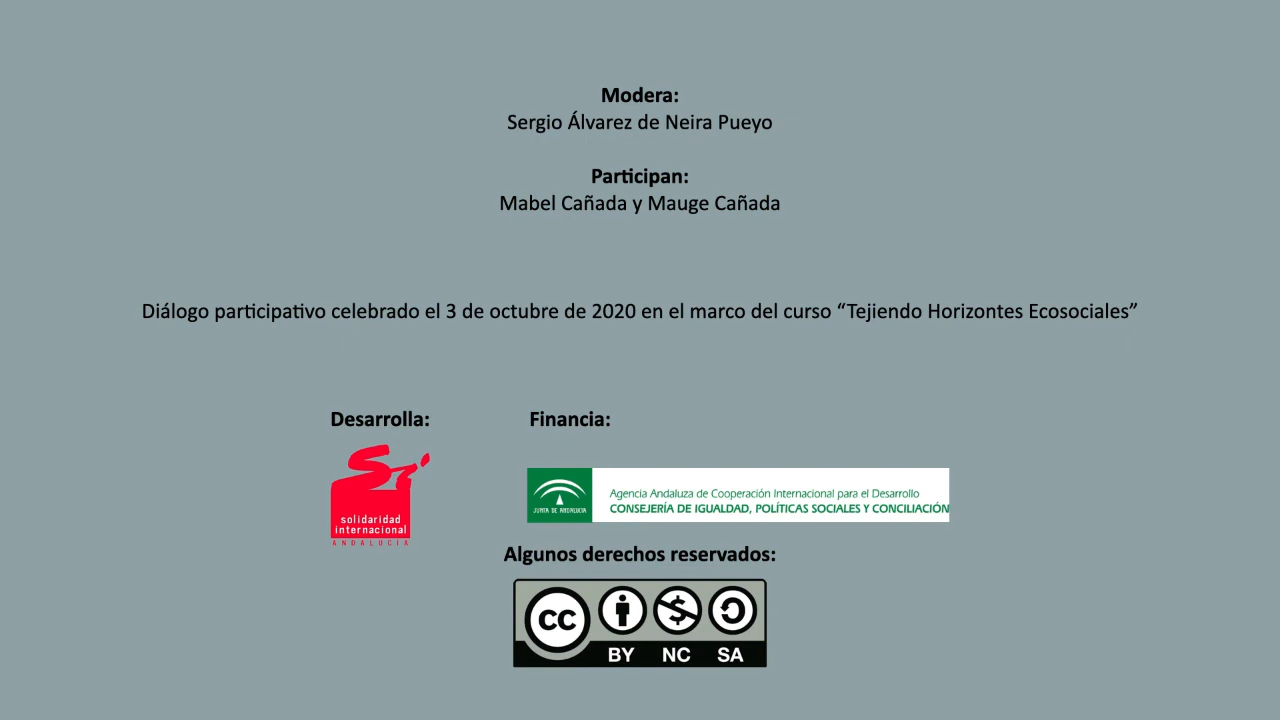 Modera:
Sergio Álvarez de Neira Pueyo
Participan:
Mabel Cañada y Mauge Cañada
Diálogo participativo celebrado el 3 de octubre de 2020 en el marco del curso “Tejiendo Horizontes Ecosociales”
Desarrolla:
Financia:
solidaridad
internacional
ANDALUCIA
JUNTA DE ANDALUCIA
Agencia Andaluza de Cooperación Internacional para el Desarrollo
CONSEJERÍA DE IGUALDAD, POLÍTICAS SOCIALES Y CONCILIACIÓN
Algunos derechos reservados:
CC
BY NC SA